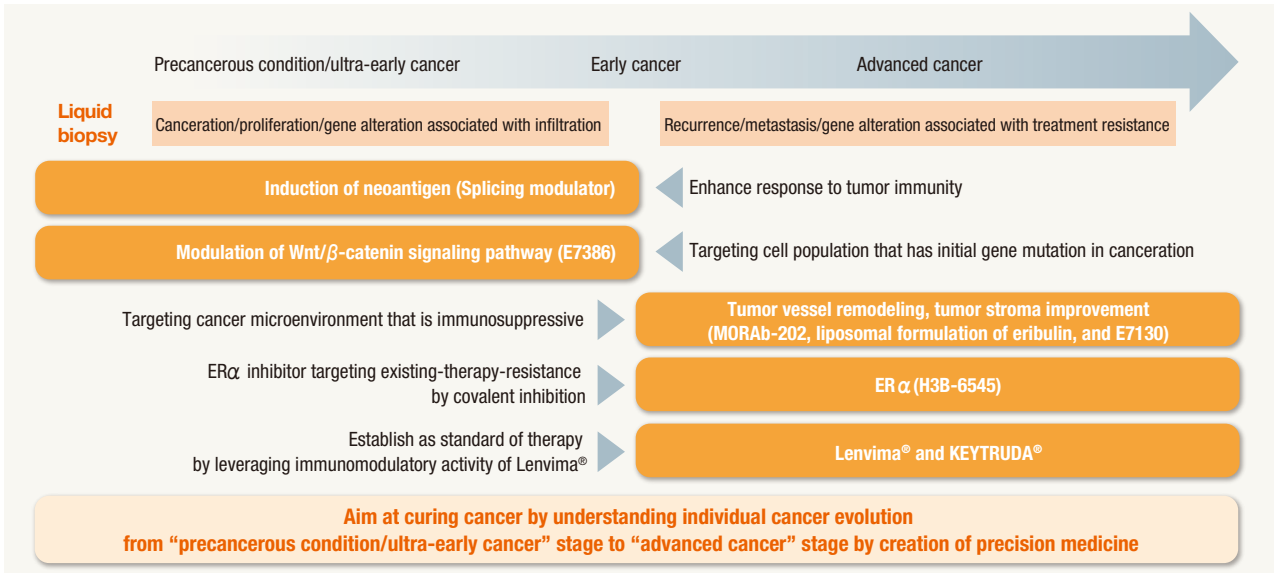 Precancerous condition/ultra-early cancer
Early cancer
Advanced cancer
Liquid
biopsy
Canceration/proliferation/gene alteration associated with infiltration
Recurrence/metastasis/gene alteration associated with treatment resistance
Induction of neoantigen (Splicing modulator)
Enhance response to tumor immunity
Modulation of Wnt/β-catenin signaling pathway (E7386)
Targeting cell population that has initial gene mutation in canceration
Targeting cancer microenvironment that is immunosuppressive
Tumor vessel remodeling, tumor stroma improvement
(MORAb-202, liposomal formulation of eribulin, and E7130)
ERα inhibitor targeting existing-therapy-resistance
by covalent inhibition
ERα (H3B-6545)
Establish as standard of therapy
by leveraging immunomodulatory activity of Lenvima®
Lenvima® and KEYTRUDA®
Aim at curing cancer by understanding individual cancer evolution
from “precancerous condition/ultra-early cancer” stage to “advanced cancer” stage by creation of precision medicine